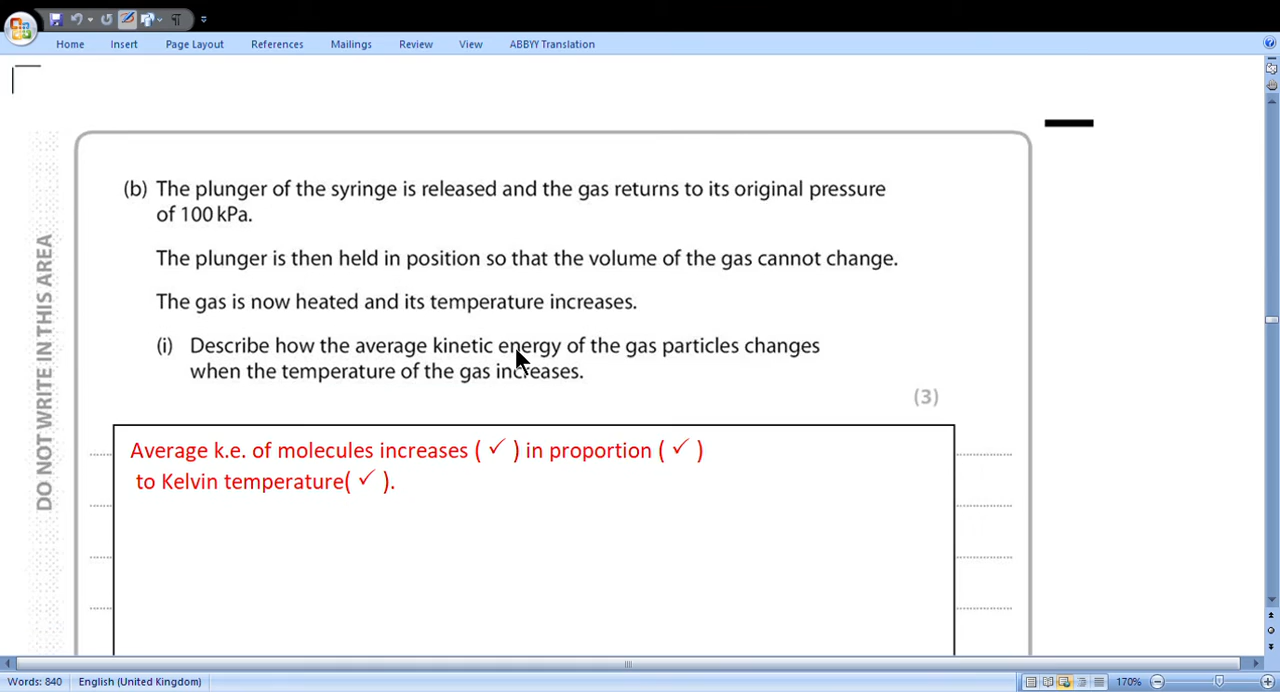 Home Insert Page Layout References Mailings Review View ABBYY Translation
(b) The plunger of the syringe is released and the gas returns to its original pressure
of 100 kPa.
The plunger is then held in position so that the volume of the gas cannot change.
The gas is now heated and its temperature increases.
(i) Describe how the average kinetic energy of the gas particles changes
when the temperature of the gas increases.
(3)
DO NOT WRITE IN THIS AREA
Average k.e. of molecules increases ( ✓ ) in proportion ( ✓ )
to Kelvin temperature( ✓ ).
Words: 840 English (United Kingdom) 170%